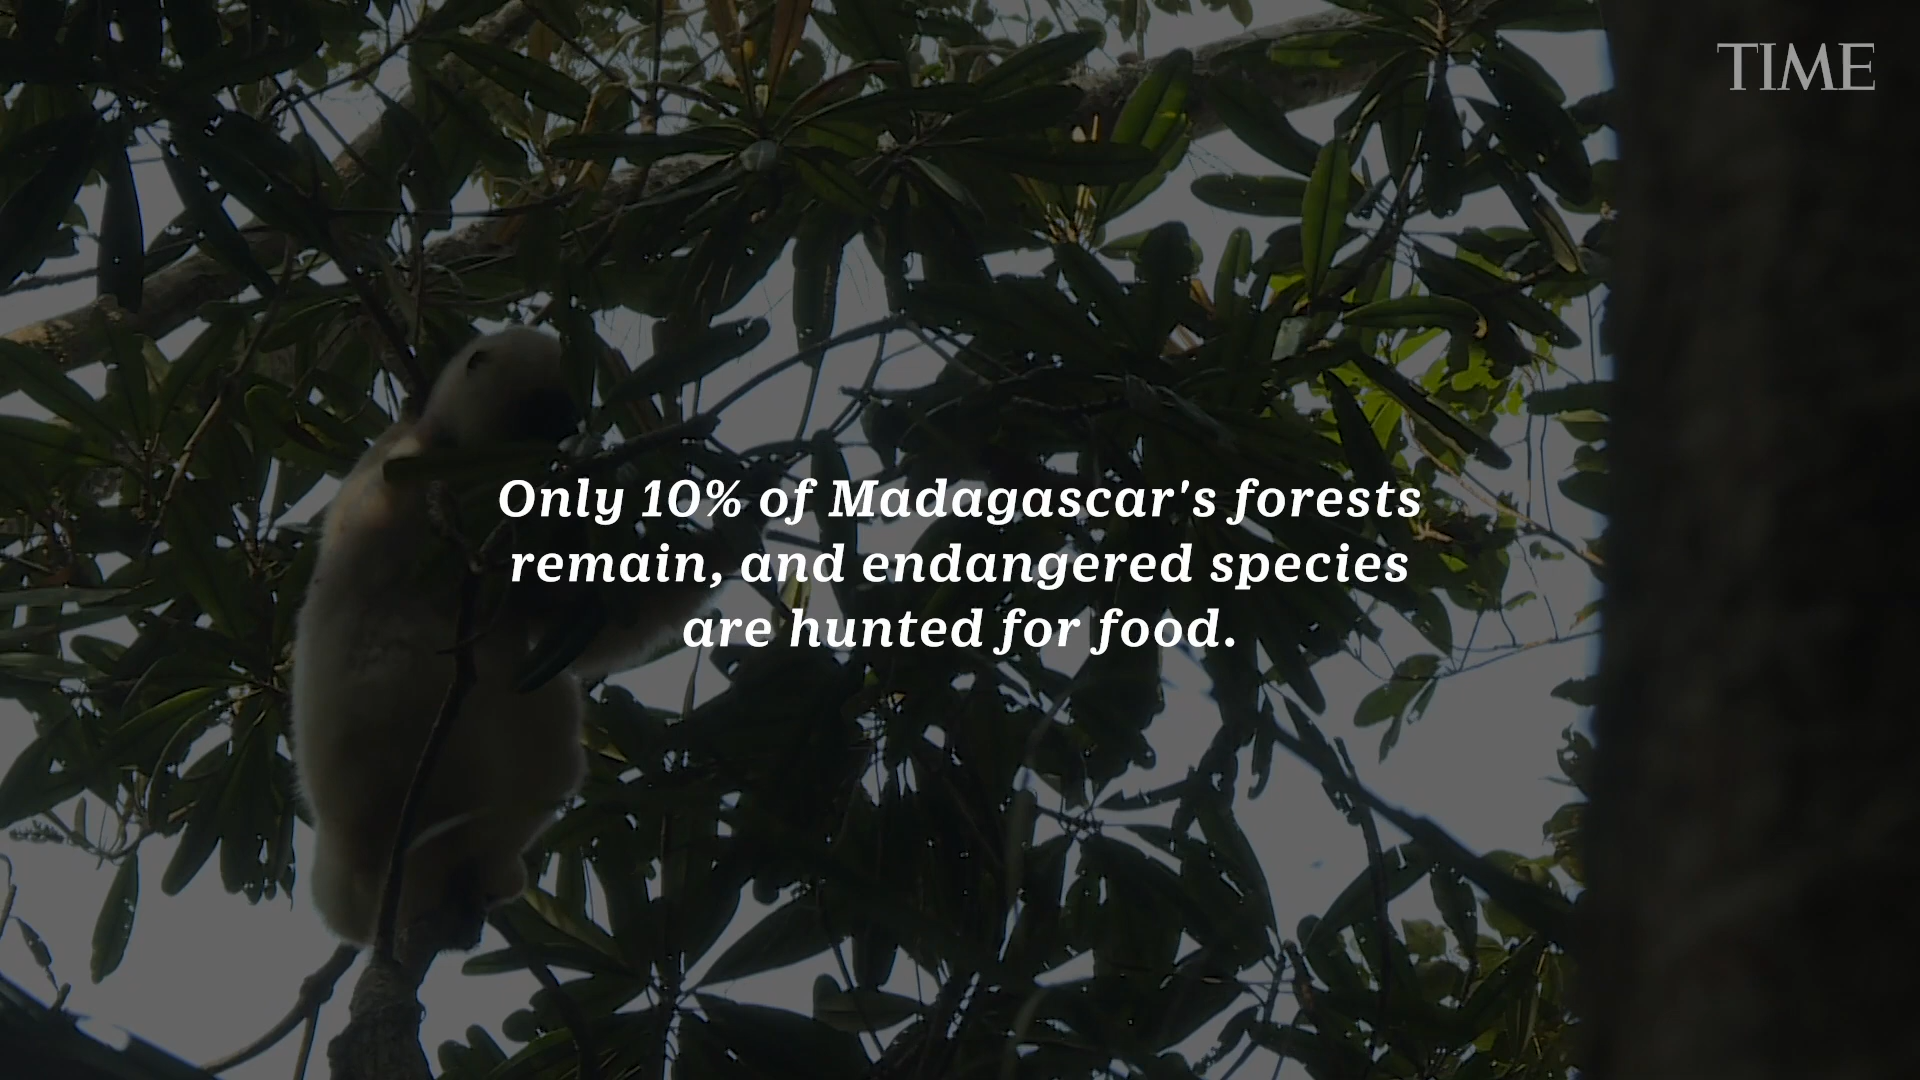 TIME
Only 10% of Madagascar's forests
remain, and endangered species
are hunted for food.